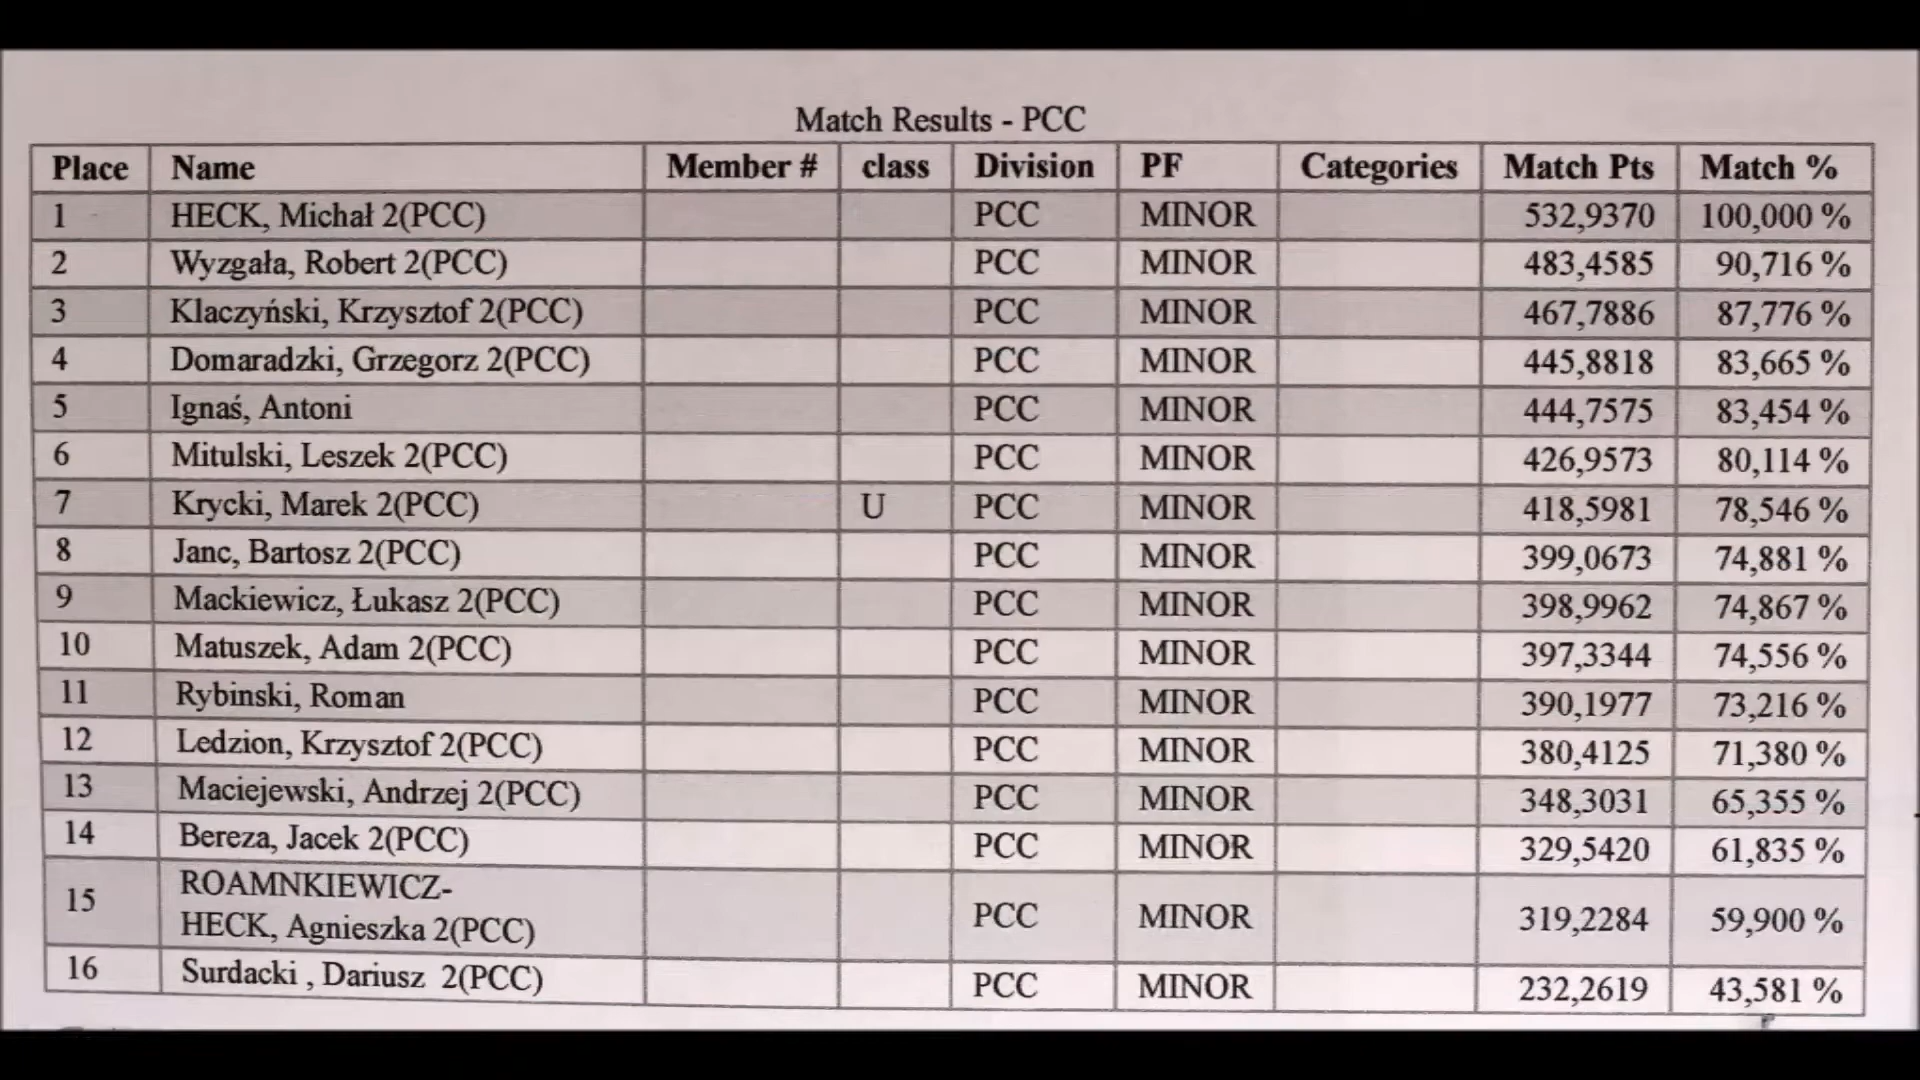 Match Results - PCC
Place Name Member # class Division PF Categories Match Pts Match %
1 HECK, Michał 2(PCC) PCC MINOR 532,9370 100,000 %
2 Wyzgała, Robert 2(PCC) PCC MINOR 483,4585 90,716 %
3 Klaczyński, Krzysztof 2(PCC) PCC MINOR 467,7886 87,776 %
4 Domaradzki, Grzegorz 2(PCC) PCC MINOR 445,8818 83,665 %
5 Ignaś, Antoni PCC MINOR 444,7575 83,454 %
6 Mitulski, Leszek 2(PCC) PCC MINOR 426,9573 80,114 %
7 Krycki, Marek 2(PCC) U PCC MINOR 418,5981 78,546 %
8 Janc, Bartosz 2(PCC) PCC MINOR 399,0673 74,881 %
9 Mackiewicz, Łukasz 2(PCC) PCC MINOR 398,9962 74,867 %
10 Matuszek, Adam 2(PCC) PCC MINOR 397,3344 74,556 %
11 Rybinski, Roman PCC MINOR 390,1977 73,216 %
12 Ledzion, Krzysztof 2(PCC) PCC MINOR 380,4125 71,380 %
13 Maciejewski, Andrzej 2(PCC) PCC MINOR 348,3031 65,355 %
14 Bereza, Jacek 2(PCC) PCC MINOR 329,5420 61,835 %
15 ROAMNKIEWICZ-
HECK, Agnieszka 2(PCC) PCC MINOR 319,2284 59,900 %
16 Surdacki , Dariusz 2(PCC) PCC MINOR 232,2619 43,581 %